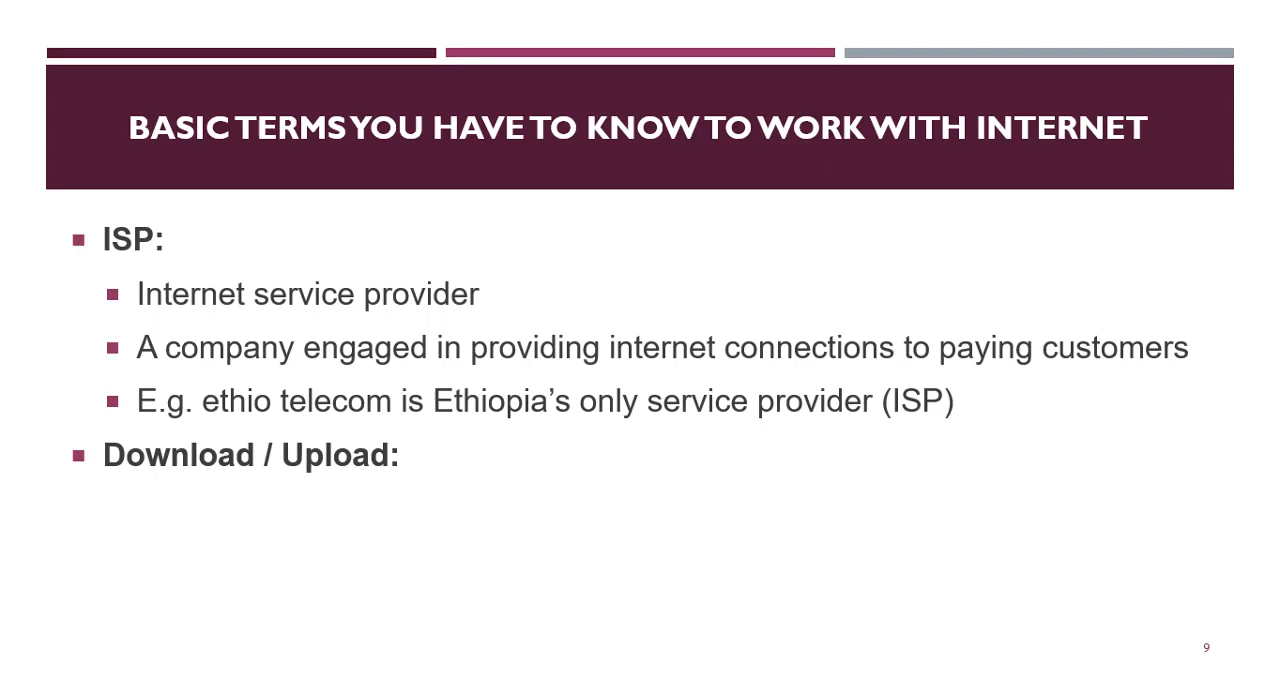 BASIC TERMS YOU HAVE TO KNOW TO WORK WITH INTERNET
ISP:
Internet service provider
A company engaged in providing internet connections to paying customers
E.g. ethio telecom is Ethiopia’s only service provider (ISP)
Download / Upload:
9